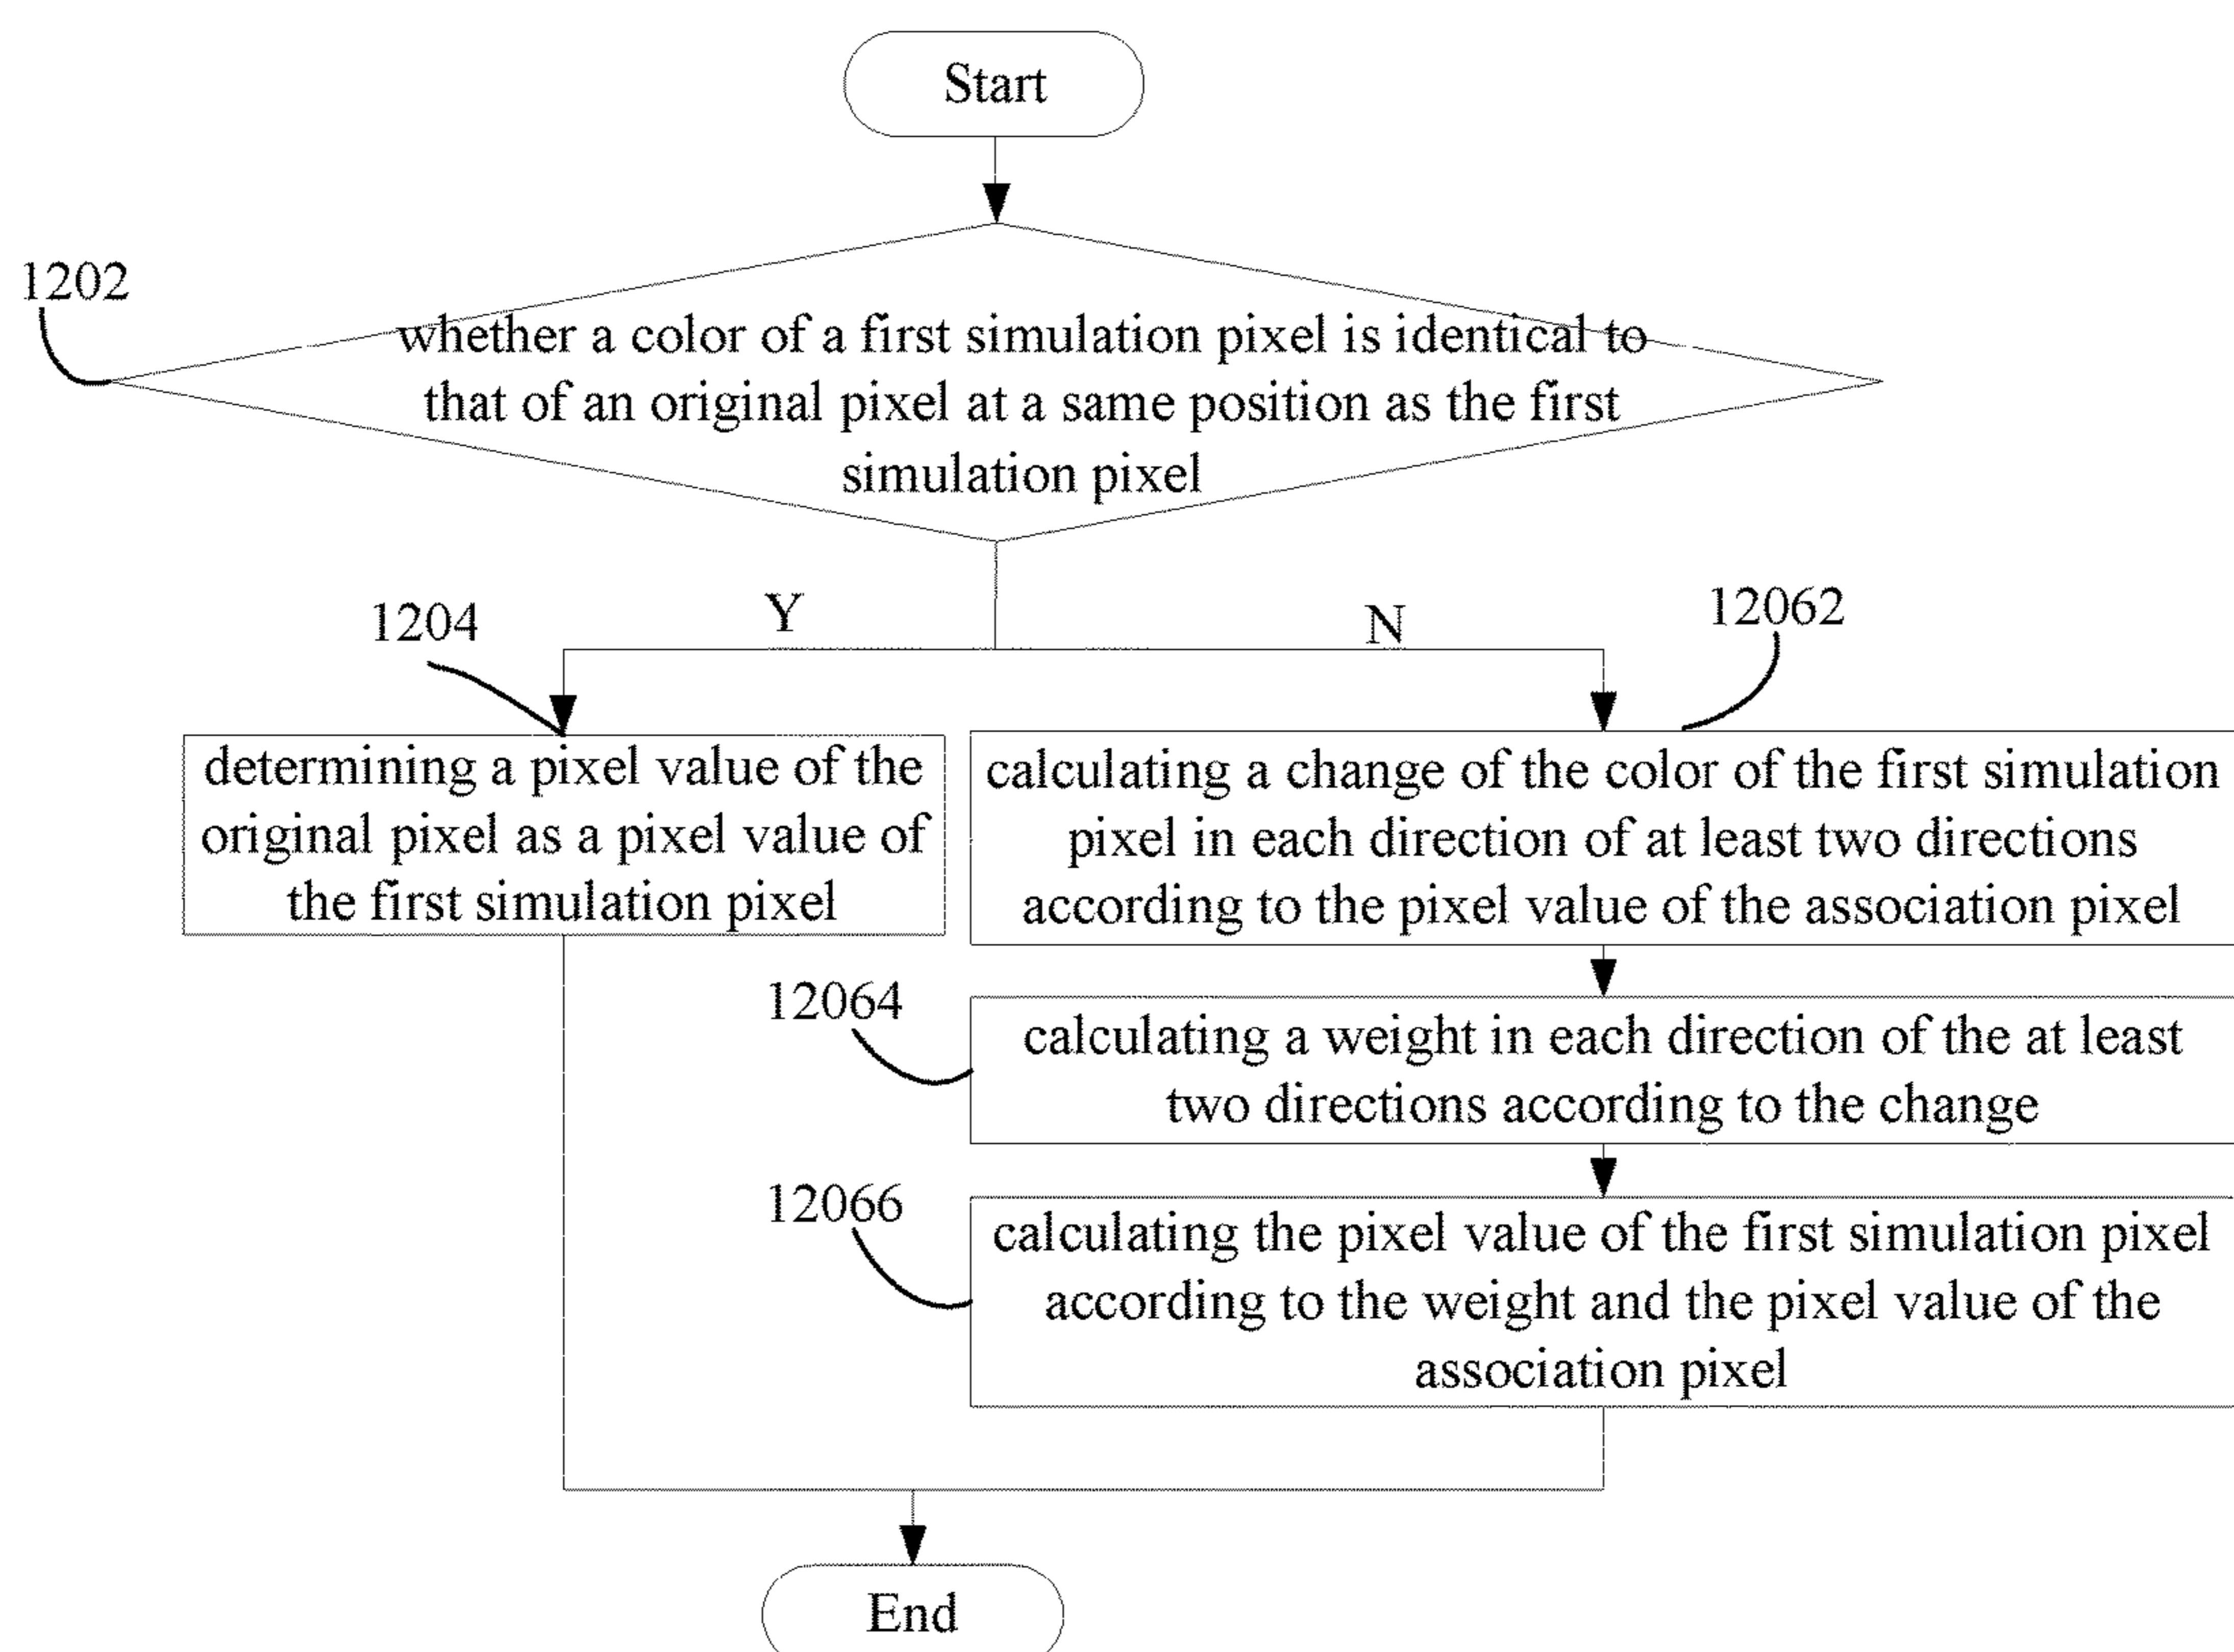 Start
1202
whether a color of a first simulation pixel is identical to
that of an original pixel at a same position as the first
simulation pixel
Y
N
1204
12062
determining a pixel value of the
original pixel as a pixel value of
the first simulation pixel
calculating a change of the color of the first simulation
pixel in each direction of at least two directions
according to the pixel value of the association pixel
12064
calculating a weight in each direction of the at least
two directions according to the change
12066
calculating the pixel value of the first simulation pixel
according to the weight and the pixel value of the
association pixel
End